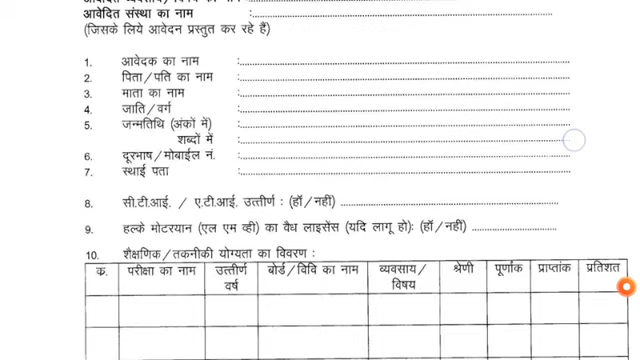 आवेदित संस्था का नाम :
(जिसके लिये आवेदन प्रस्तुत कर रहे हैं)
1. आवेदक का नाम :
2. पिता/पति का नाम :
3. माता का नाम :
4. जाति/वर्ग :
5. जन्मतिथि (अंकों में) :
शब्दों में :
6. दूरभाष/मोबाईल नं. :
7. स्थाई पता :
8. सी.टी.आई. / ए.टी.आई. उत्तीर्ण : (हॉ/नहीं)
9. हल्के मोटरयान (एल एम व्ही) का वैध लाइसेंस (यदि लागू हो): (हॉ/नहीं)
10. शैक्षणिक/तकनीकी योग्यता का विवरण :
क्र. परीक्षा का नाम उत्तीर्ण वर्ष बोर्ड/विवि का नाम व्यवसाय/विषय श्रेणी पूर्णांक प्राप्तांक प्रतिशत